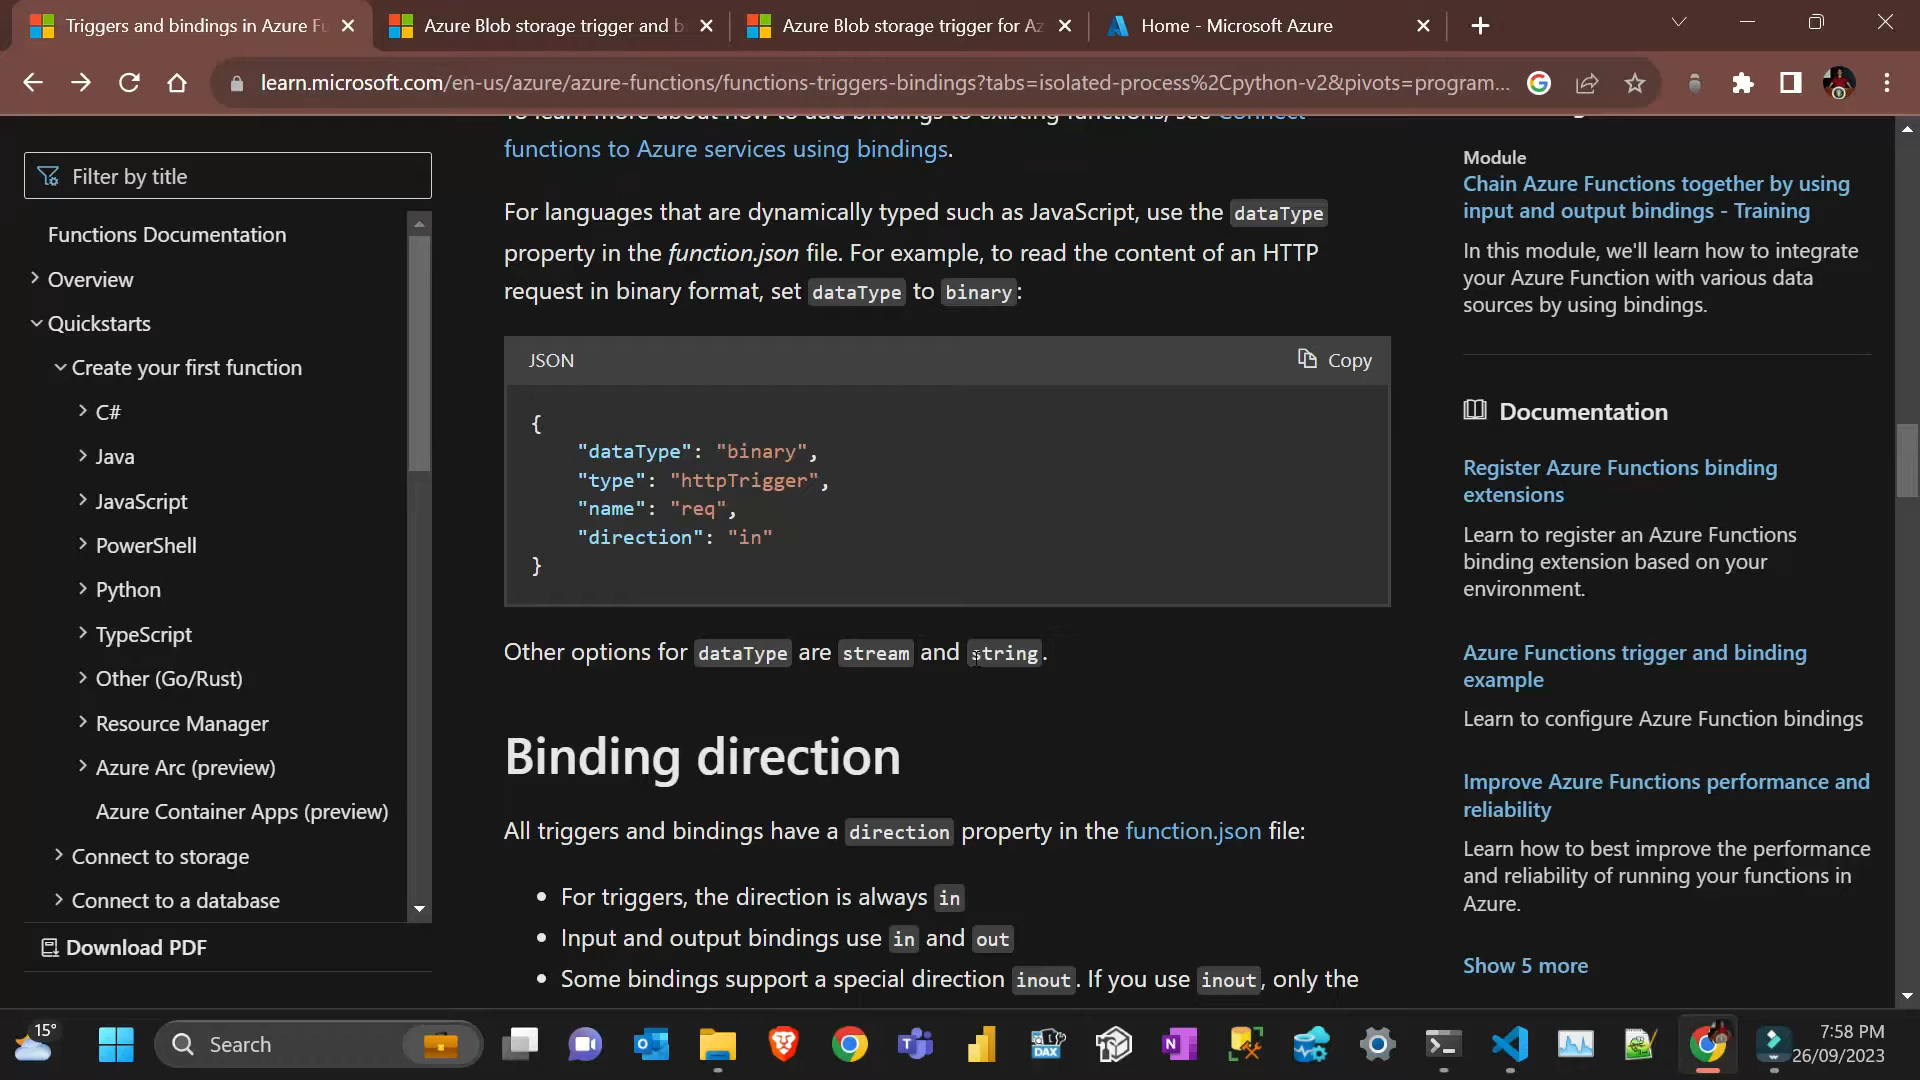 Triggers and bindings in Azure Fu
Azure Blob storage trigger and b
Azure Blob storage trigger for Az
Home - Microsoft Azure
learn.microsoft.com/en-us/azure/azure-functions/functions-triggers-bindings?tabs=isolated-process%2Cpython-v2&pivots=program...
Filter by title
Functions Documentation
Overview
Quickstarts
Create your first function
C#
Java
JavaScript
PowerShell
Python
TypeScript
Other (Go/Rust)
Resource Manager
Azure Arc (preview)
Azure Container Apps (preview)
Connect to storage
Connect to a database
Download PDF
To learn more about how to add bindings to existing functions, see Connect
functions to Azure services using bindings.
For languages that are dynamically typed such as JavaScript, use the dataType
property in the function.json file. For example, to read the content of an HTTP
request in binary format, set dataType to binary:
JSON
Copy
{
"dataType": "binary",
"type": "httpTrigger",
"name": "req",
"direction": "in"
}
Other options for dataType are stream and string.
Binding direction
All triggers and bindings have a direction property in the function.json file:
• For triggers, the direction is always in
• Input and output bindings use in and out
• Some bindings support a special direction inout. If you use inout, only the
Module
Chain Azure Functions together by using
input and output bindings - Training
In this module, we'll learn how to integrate
your Azure Function with various data
sources by using bindings.
Documentation
Register Azure Functions binding
extensions
Learn to register an Azure Functions
binding extension based on your
environment.
Azure Functions trigger and binding
example
Learn to configure Azure Function bindings
Improve Azure Functions performance and
reliability
Learn how to best improve the performance
and reliability of running your functions in
Azure.
Show 5 more
15°
Search
DAX
7:58 PM
26/09/2023